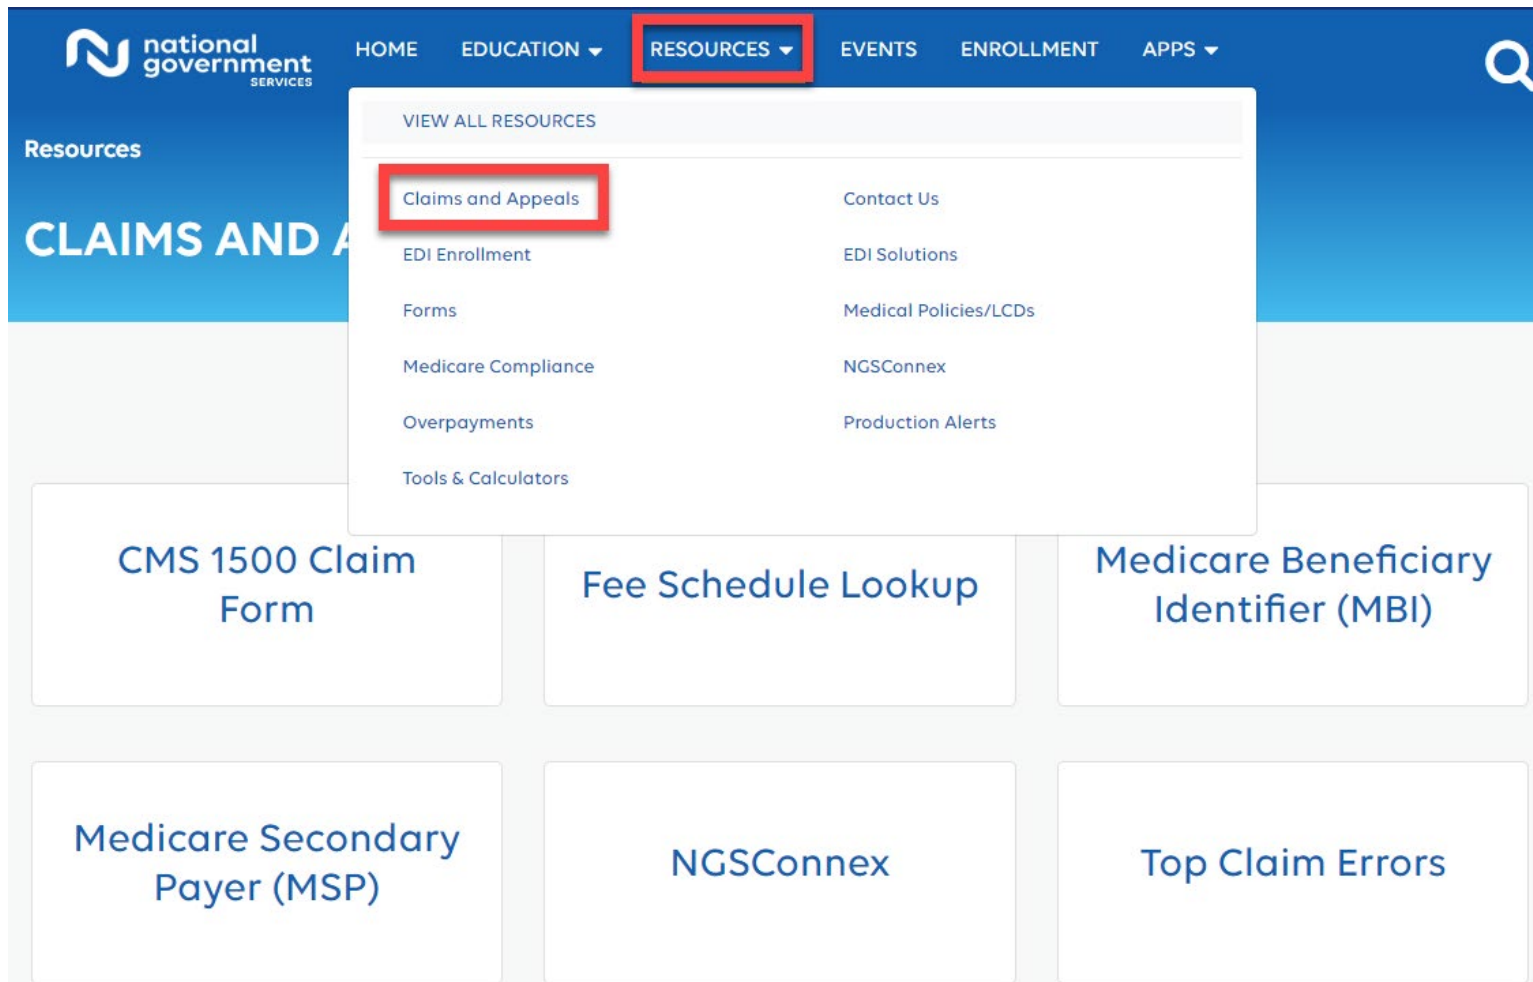 national
government
SERVICES
HOME
EDUCATION
RESOURCES
EVENTS
ENROLLMENT
APPS
VIEW ALL RESOURCES
Resources
CLAIMS AND
Claims and Appeals
Contact Us
EDI Enrollment
EDI Solutions
Forms
Medical Policies/LCDs
Medicare Compliance
NGSConnex
Overpayments
Production Alerts
Tools & Calculators
CMS 1500 Claim
Form
Fee Schedule Lookup
Medicare Beneficiary
Identifier (MBI)
Medicare Secondary
Payer (MSP)
NGSConnex
Top Claim Errors